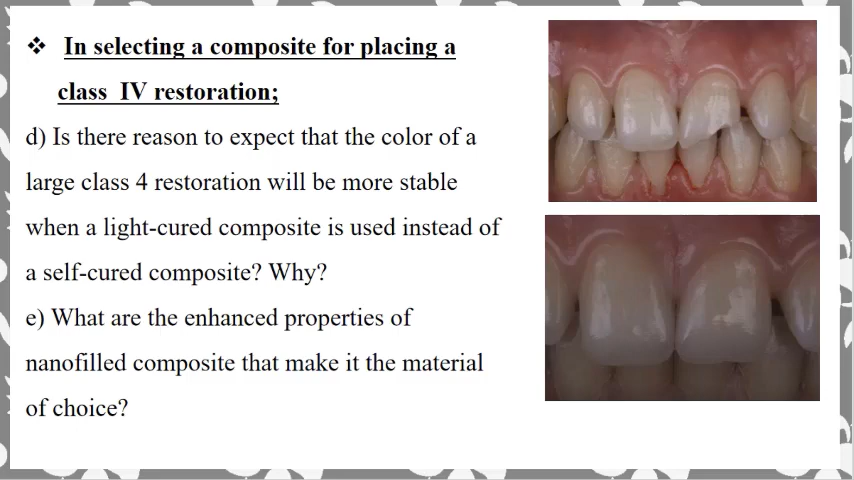 ❖ In selecting a composite for placing a
class IV restoration;
d) Is there reason to expect that the color of a
large class 4 restoration will be more stable
when a light-cured composite is used instead of
a self-cured composite? Why?
e) What are the enhanced properties of
nanofilled composite that make it the material
of choice?